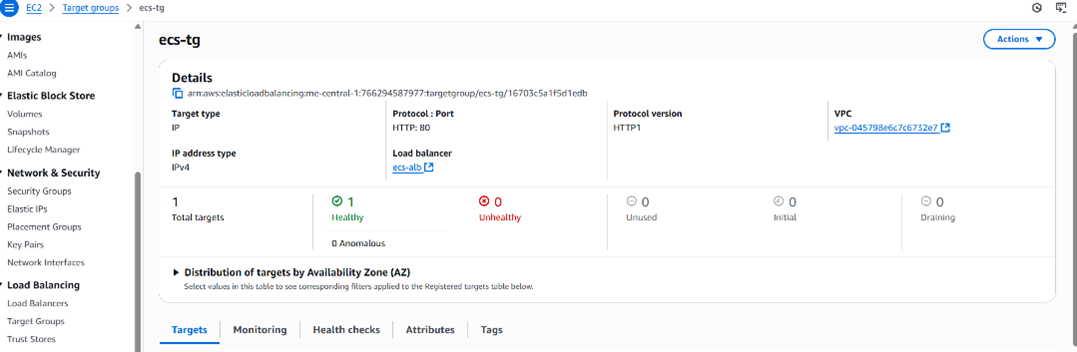 EC2 > Target groups > ecs-tg
Images
AMIs
AMI Catalog
Elastic Block Store
Volumes
Snapshots
Lifecycle Manager
Network & Security
Security Groups
Elastic IPs
Placement Groups
Key Pairs
Network Interfaces
Load Balancing
Load Balancers
Target Groups
Trust Stores
ecs-tg
Actions
Details
arn:aws:elasticloadbalancing:me-central-1:766294587977:targetgroup/ecs-tg/16703c5a1f5d1edb
Target type
IP
Protocol : Port
HTTP: 80
Protocol version
HTTP1
VPC
vpc-045798e6c7c6732e7
IP address type
IPv4
Load balancer
ecs-alb
1
Total targets
1
Healthy
0 Anomalous
0
Unhealthy
0
Unused
0
Initial
0
Draining
Distribution of targets by Availability Zone (AZ)
Select values in this table to see corresponding filters applied to the Registered targets table below.
Targets
Monitoring
Health checks
Attributes
Tags